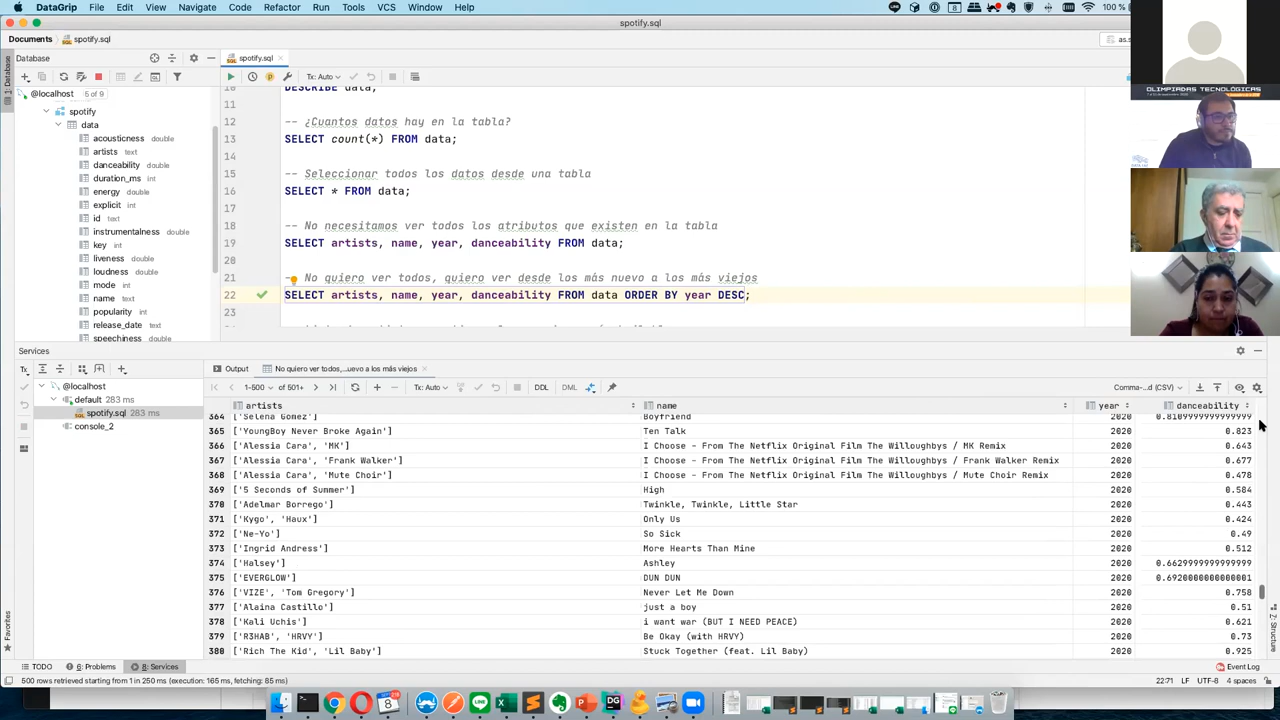 DataGrip File Edit View Navigate Code Refactor Run Tools VCS Window Help 100 %
spotify.sql
Documents spotify.sql
Database
spotify.sql
1: Database
Tx: Auto
@localhost 5 of 9
spotify
data
acousticness double
artists text
danceability double
duration_ms int
energy double
explicit int
id text
instrumentalness double
key int
liveness double
loudness double
mode int
name text
popularity int
release_date text
speechiness double
DESCRIBE data;
11
12 -- ¿Cuantos datos hay en la tabla?
13 SELECT count(*) FROM data;
14
15 -- Seleccionar todos los datos desde una tabla
16 SELECT * FROM data;
17
18 -- No necesitamos ver todos los atributos que existen en la tabla
19 SELECT artists, name, year, danceability FROM data;
20
21 -- No quiero ver todos, quiero ver desde los más nuevo a los más viejos
22 SELECT artists, name, year, danceability FROM data ORDER BY year DESC;
23
OLIMPIADAS TECNOLÓGICAS
Services
Tx
@localhost
default 283 ms
spotify.sql 283 ms
console_2
Output No quiero ver todos,...uevo a los más viejos
1-500 of 501+ Tx: Auto DDL DML Comma-...d (CSV)
artists name year danceability
364 ['Selena Gomez'] Boyfriend 2020 0.8109999999999999
365 ['YoungBoy Never Broke Again'] Ten Talk 2020 0.823
366 ['Alessia Cara', 'MK'] I Choose - From The Netflix Original Film The Willoughbys / MK Remix 2020 0.643
367 ['Alessia Cara', 'Frank Walker'] I Choose - From The Netflix Original Film The Willoughbys / Frank Walker Remix 2020 0.677
368 ['Alessia Cara', 'Mute Choir'] I Choose - From The Netflix Original Film The Willoughbys / Mute Choir Remix 2020 0.478
369 ['5 Seconds of Summer'] High 2020 0.584
370 ['Adelmar Borrego'] Twinkle, Twinkle, Little Star 2020 0.443
371 ['Kygo', 'Haux'] Only Us 2020 0.424
372 ['Ne-Yo'] So Sick 2020 0.49
373 ['Ingrid Andress'] More Hearts Than Mine 2020 0.512
374 ['Halsey'] Ashley 2020 0.6629999999999999
375 ['EVERGLOW'] DUN DUN 2020 0.6920000000000001
376 ['VIZE', 'Tom Gregory'] Never Let Me Down 2020 0.758
377 ['Alaina Castillo'] just a boy 2020 0.51
378 ['Kali Uchis'] i want war (BUT I NEED PEACE) 2020 0.621
379 ['R3HAB', 'HRVY'] Be Okay (with HRVY) 2020 0.73
380 ['Rich The Kid', 'Lil Baby'] Stuck Together (feat. Lil Baby) 2020 0.925
Favorites
Z: Structure
TODO 6: Problems 8: Services Event Log
500 rows retrieved starting from 1 in 250 ms (execution: 165 ms, fetching: 85 ms) 22:71 LF UTF-8 4 spaces